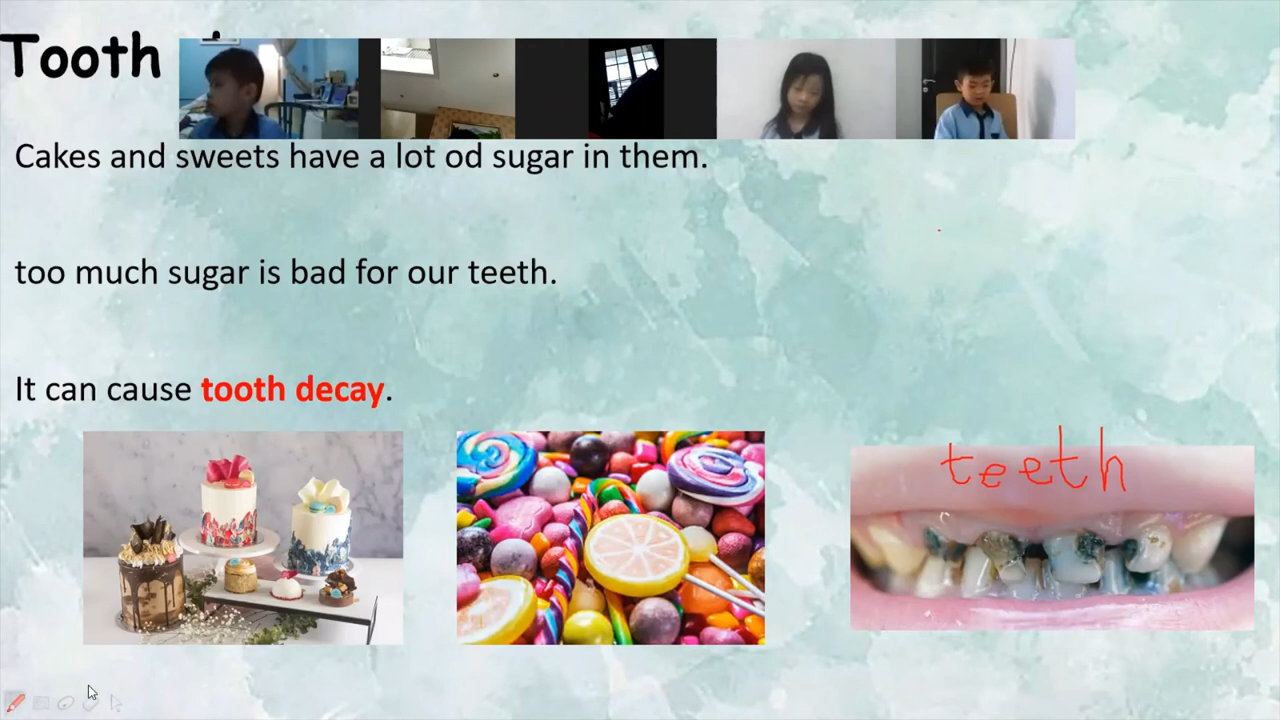 Tooth
Cakes and sweets have a lot od sugar in them.
too much sugar is bad for our teeth.
It can cause tooth decay.
teeth